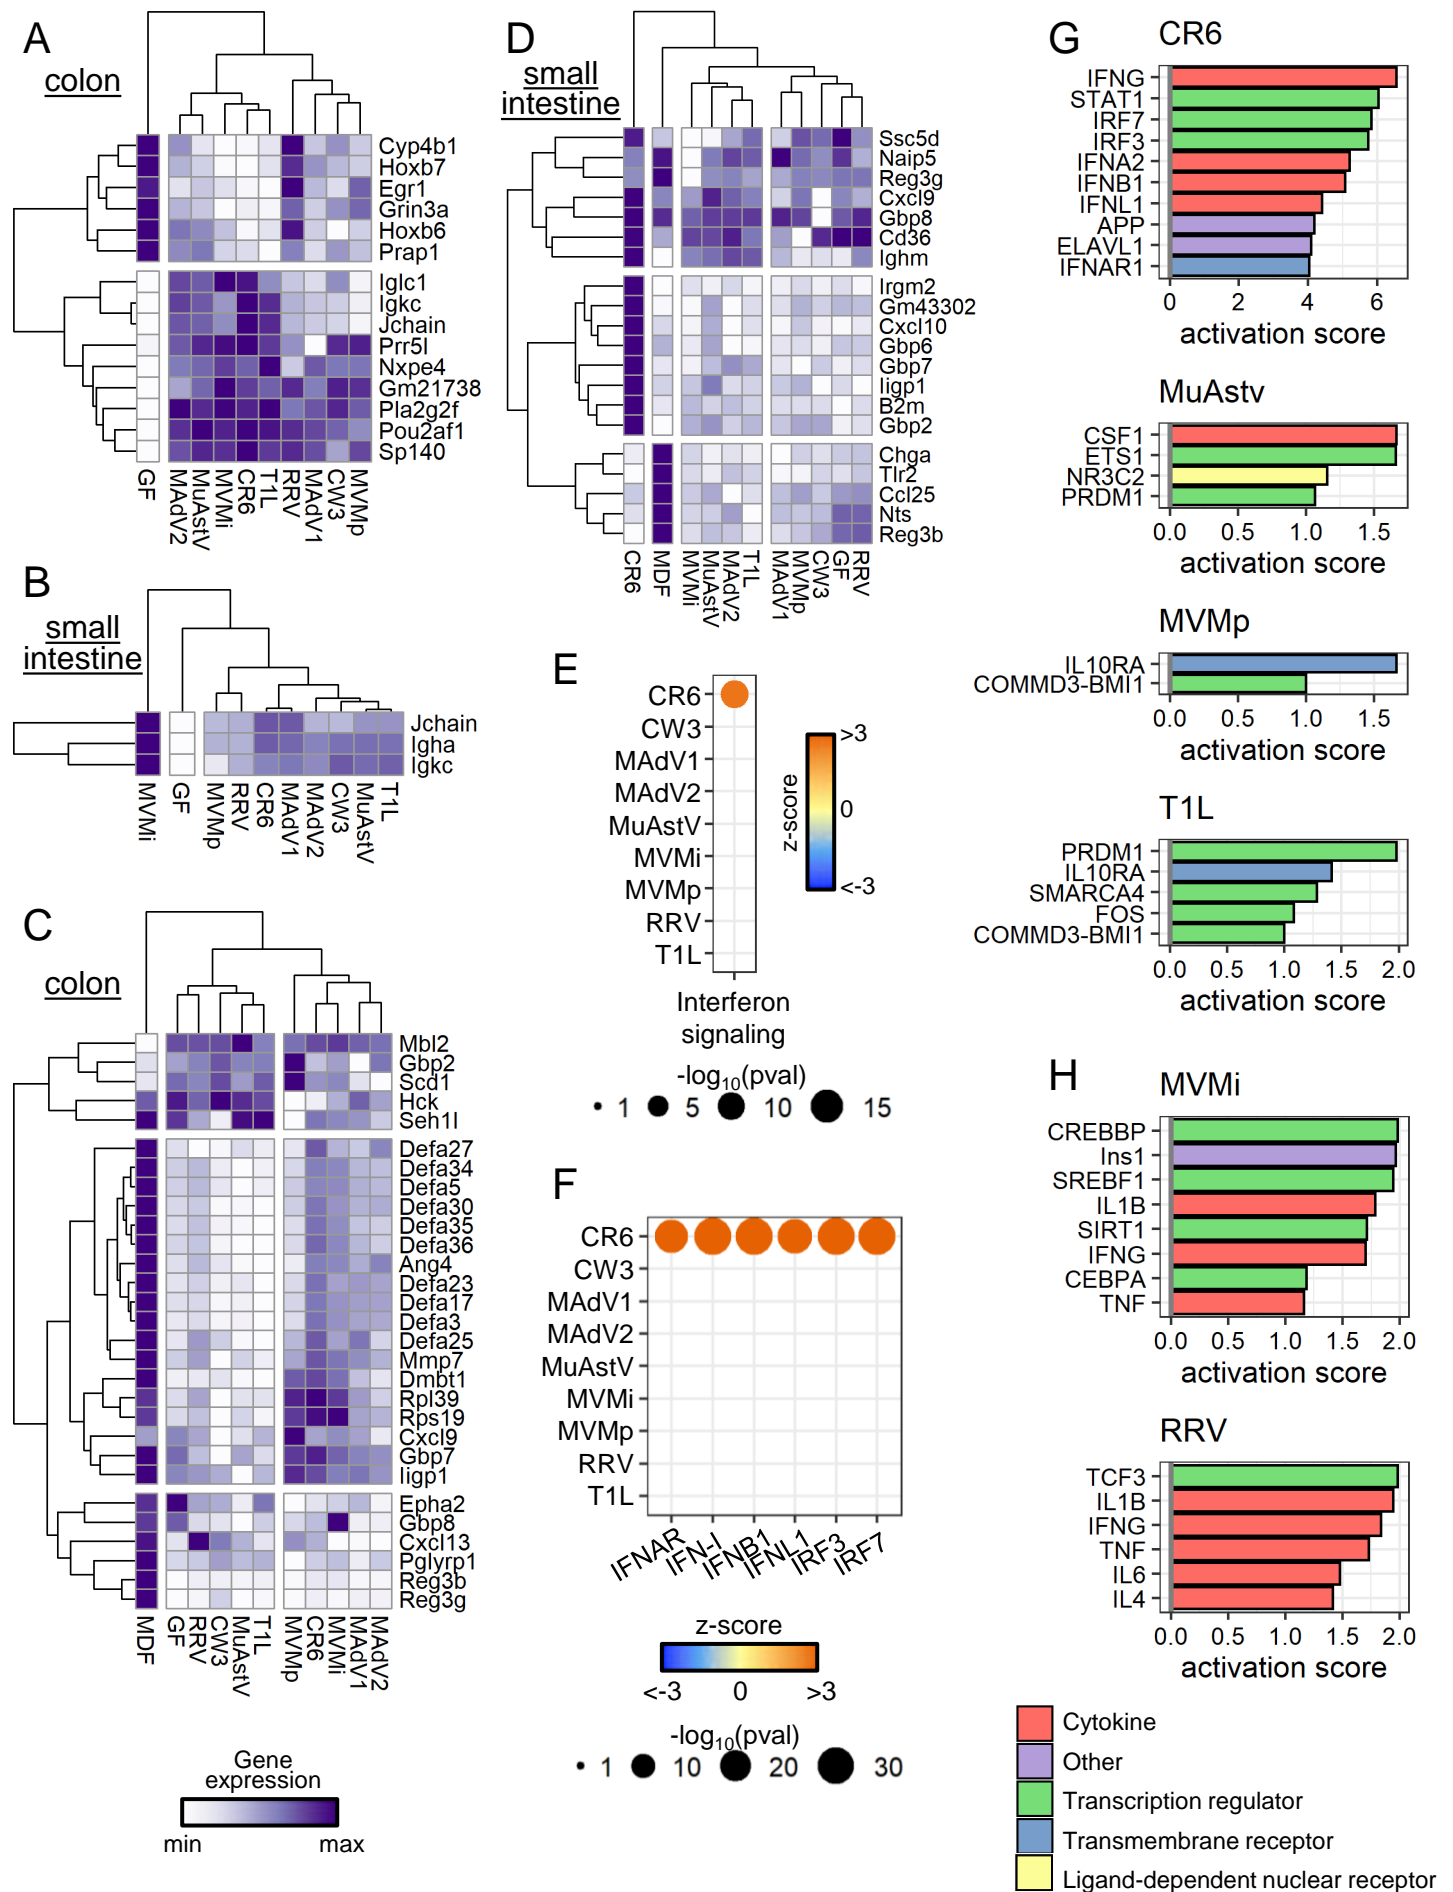 A
colon
Cyp4b1
Hoxb7
Egr1
Grin3a
Hoxb6
Prap1
Iglc1
Igkc
Jchain
Prr5l
Nxpe4
Gm21738
Pla2g2f
Pou2af1
Sp140
GF
MAdV2
MuAstV
MVMi
CR6
T1L
RRV
MAdV1
CW3
MVMp
B
small
intestine
Jchain
Igha
Igkc
MVMi
GF
MVMp
RRV
CR6
MAdV1
MAdV2
CW3
MuAstV
T1L
C
colon
Mbl2
Gbp2
Scd1
Hck
Seh1l
Defa27
Defa34
Defa5
Defa30
Defa35
Defa36
Ang4
Defa23
Defa17
Defa3
Defa25
Mmp7
Dmbt1
Rpl39
Rps19
Cxcl9
Gbp7
Iigp1
Epha2
Gbp8
Cxcl13
Pglyrp1
Reg3b
Reg3g
MDF
GF
RRV
CW3
MuAstV
T1L
MVMp
CR6
MVMi
MAdV1
MAdV2
Gene
expression
min max
D
small
intestine
Ssc5d
Naip5
Reg3g
Cxcl9
Gbp8
Cd36
Ighm
Irgm2
Gm43302
Cxcl10
Gbp6
Gbp7
Iigp1
B2m
Gbp2
Chga
Tlr2
Ccl25
Nts
Reg3b
CR6
MDF
MVMi
MuAstV
MAdV2
T1L
MAdV1
MVMp
CW3
GF
RRV
E
CR6
CW3
MAdV1
MAdV2
MuAstV
MVMi
MVMp
RRV
T1L
Interferon
signaling
z-score
>3
0
<-3
-log10(pval)
1 5 10 15
F
CR6
CW3
MAdV1
MAdV2
MuAstV
MVMi
MVMp
RRV
T1L
IFNAR
IFN-I
IFNB1
IFNL1
IRF3
IRF7
z-score
<-3 0 >3
-log10(pval)
1 10 20 30
G
CR6
IFNG
STAT1
IRF7
IRF3
IFNA2
IFNB1
IFNL1
APP
ELAVL1
IFNAR1
0 2 4 6
activation score
MuAstv
CSF1
ETS1
NR3C2
PRDM1
0.0 0.5 1.0 1.5
activation score
MVMp
IL10RA
COMMD3-BMI1
0.0 0.5 1.0 1.5
activation score
T1L
PRDM1
IL10RA
SMARCA4
FOS
COMMD3-BMI1
0.0 0.5 1.0 1.5 2.0
activation score
H
MVMi
CREBBP
Ins1
SREBF1
IL1B
SIRT1
IFNG
CEBPA
TNF
0.0 0.5 1.0 1.5 2.0
activation score
RRV
TCF3
IL1B
IFNG
TNF
IL6
IL4
0.0 0.5 1.0 1.5 2.0
activation score
Cytokine
Other
Transcription regulator
Transmembrane receptor
Ligand-dependent nuclear receptor